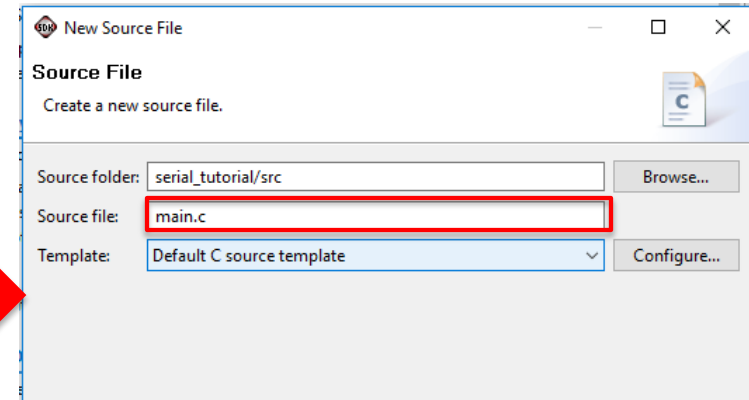 SDK New Source File
Source File
Create a new source file.
C
Source folder: serial_tutorial/src Browse...
Source file: main.c
Template: Default C source template Configure...